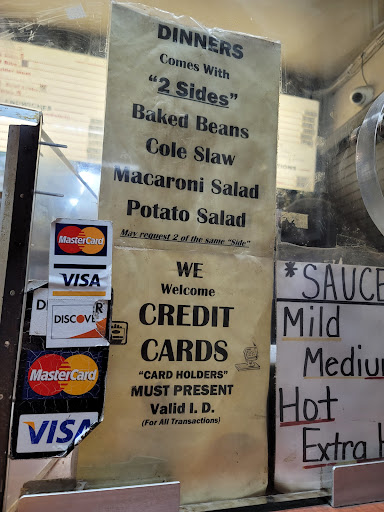 DINNERS
Comes With
"2 Sides"
Baked Beans
Cole Slaw
Macaroni Salad
Potato Salad
May request 2 of the same "Side"
WE
Welcome
CREDIT
CARDS
"CARD HOLDERS"
MUST PRESENT
Valid I. D.
(For All Transactions)
MasterCard
VISA
DISCOVER
MasterCard
VISA
*SAUCE
Mild
Medium
Hot
Extra H